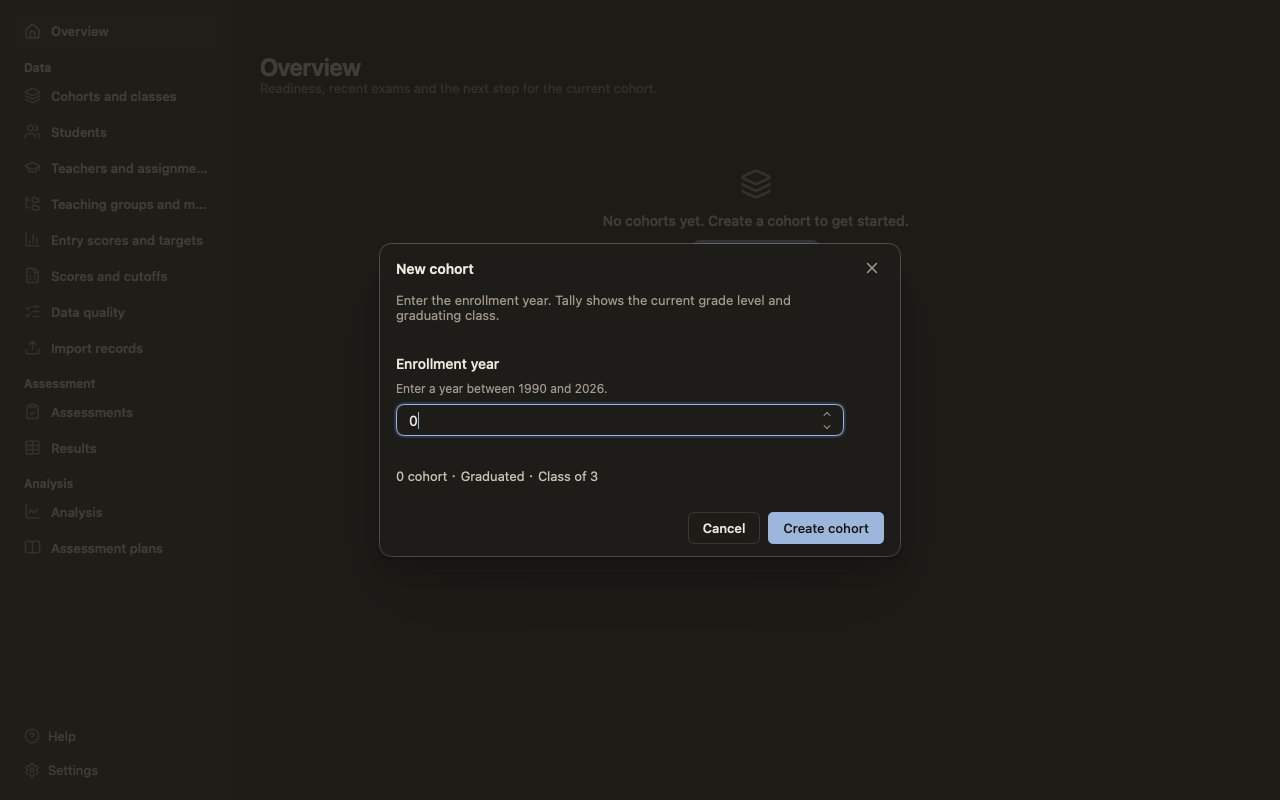 Overview
Data
Cohorts and classes
Students
Teachers and assignme...
Teaching groups and m...
Entry scores and targets
Scores and cutoffs
Data quality
Import records
Assessment
Assessments
Results
Analysis
Analysis
Assessment plans
Help
Settings
Overview
Readiness, recent exams and the next step for the current cohort.
No cohorts yet. Create a cohort to get started.
New cohort
Enter the enrollment year. Tally shows the current grade level and
graduating class.
Enrollment year
Enter a year between 1990 and 2026.
0
0 cohort · Graduated · Class of 3
Cancel
Create cohort